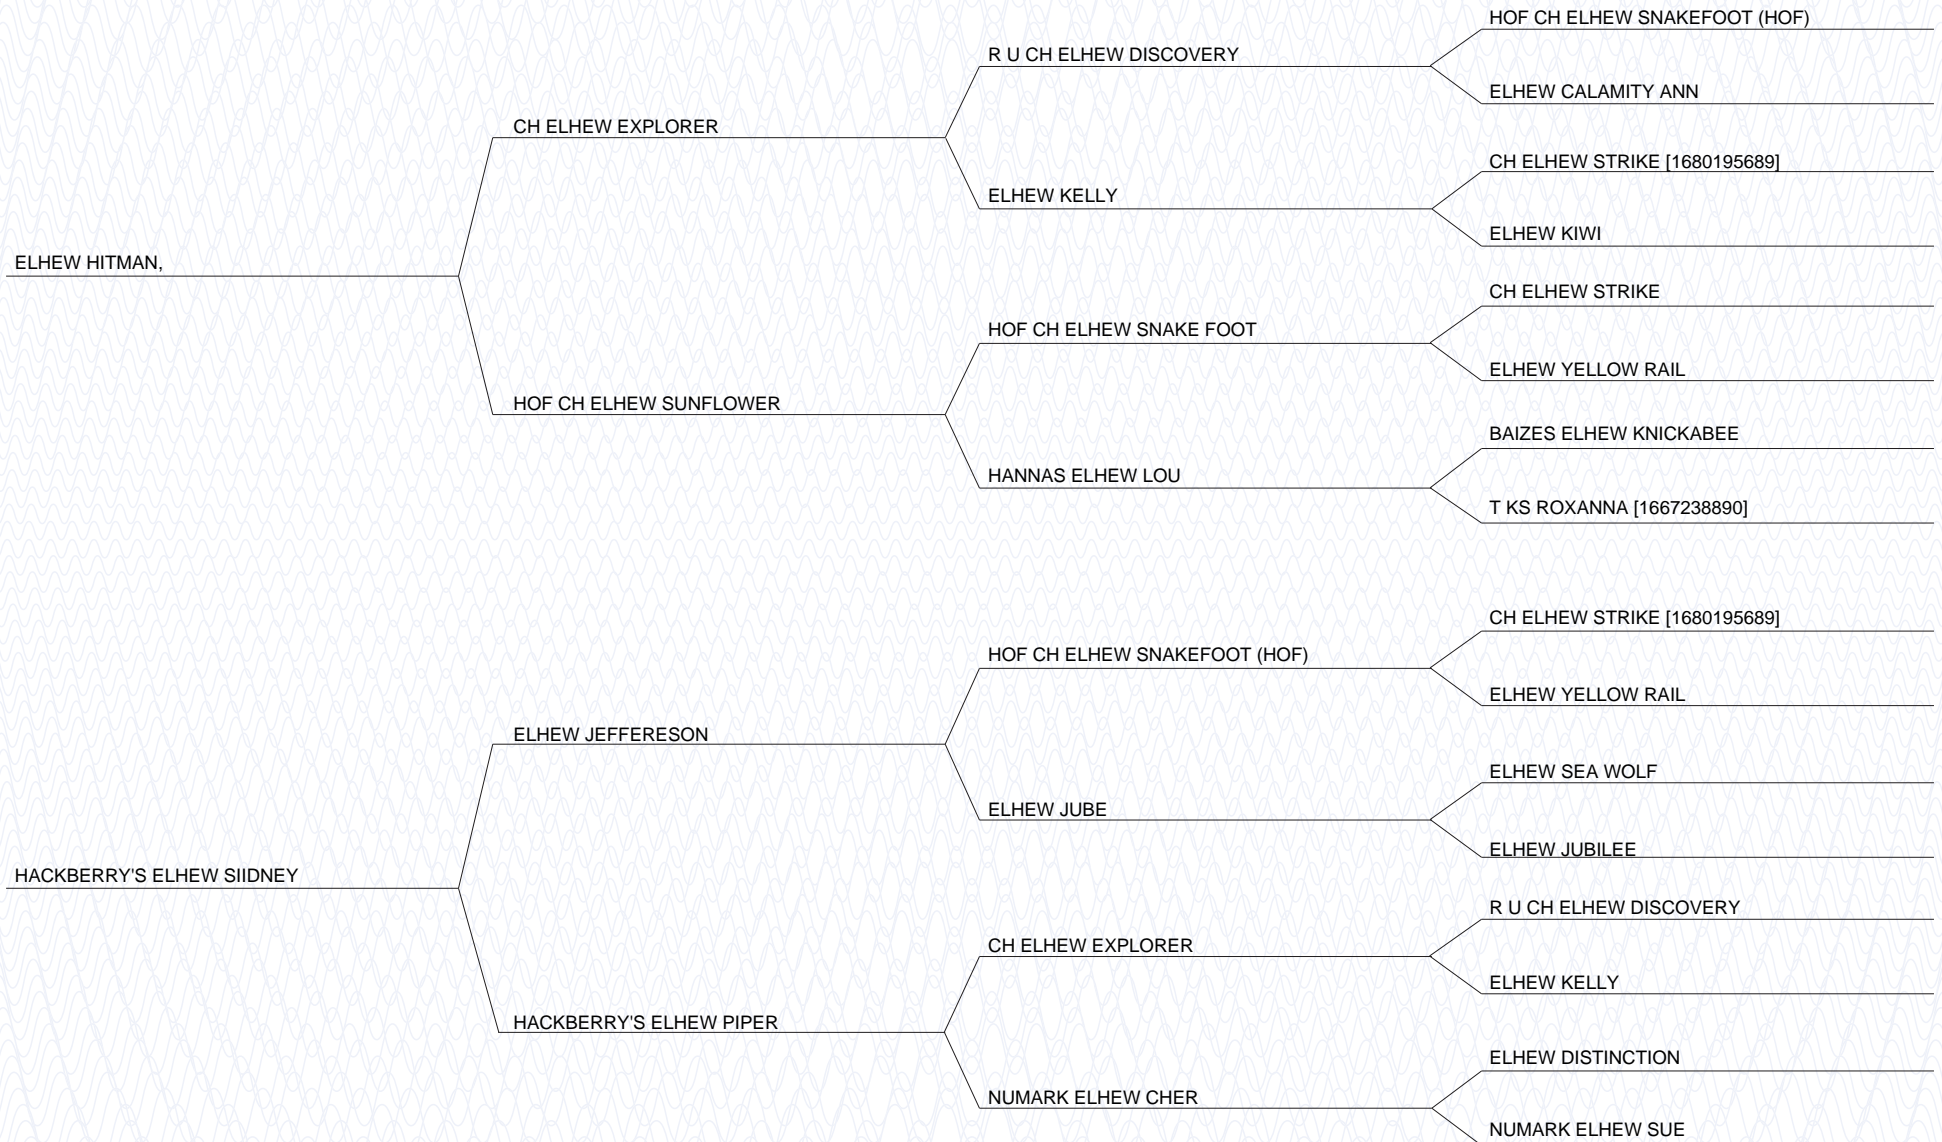 HOF CH ELHEW SNAKEFOOT (HOF)
R U CH ELHEW DISCOVERY
ELHEW CALAMITY ANN
CH ELHEW EXPLORER
CH ELHEW STRIKE [1680195689]
ELHEW KELLY
ELHEW KIWI
ELHEW HITMAN,
CH ELHEW STRIKE
HOF CH ELHEW SNAKE FOOT
ELHEW YELLOW RAIL
HOF CH ELHEW SUNFLOWER
BAIZES ELHEW KNICKABEE
HANNAS ELHEW LOU
T KS ROXANNA [1667238890]
CH ELHEW STRIKE [1680195689]
HOF CH ELHEW SNAKEFOOT (HOF)
ELHEW YELLOW RAIL
ELHEW JEFFERESON
ELHEW SEA WOLF
ELHEW JUBE
ELHEW JUBILEE
HACKBERRY'S ELHEW SIIDNEY
R U CH ELHEW DISCOVERY
CH ELHEW EXPLORER
ELHEW KELLY
HACKBERRY'S ELHEW PIPER
ELHEW DISTINCTION
NUMARK ELHEW CHER
NUMARK ELHEW SUE